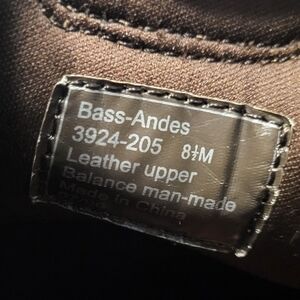 Bass-Andes
3924-205 8½M
Leather upper
Balance man-made
Made in China